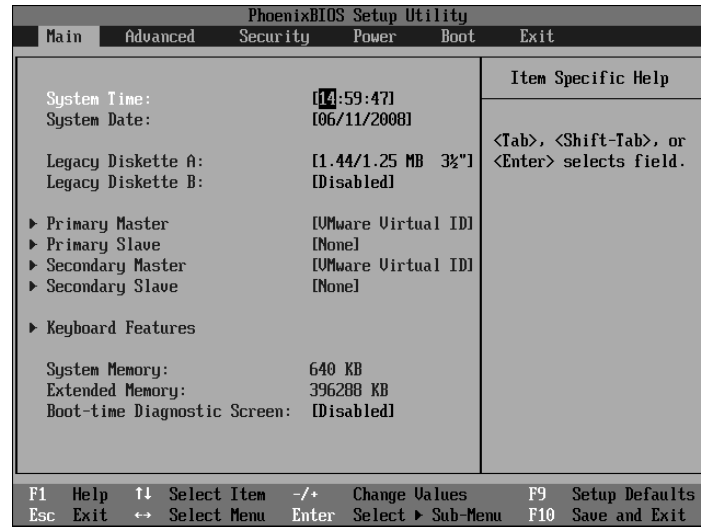 PhoenixBIOS Setup Utility
Main Advanced Security Power Boot Exit
Item Specific Help
System Time: [14:59:47]
System Date: [06/11/2008]
<Tab>, <Shift-Tab>, or
<Enter> selects field.
Legacy Diskette A: [1.44/1.25 MB 3½"]
Legacy Diskette B: [Disabled]
▶ Primary Master [VMware Virtual ID]
▶ Primary Slave [None]
▶ Secondary Master [VMware Virtual ID]
▶ Secondary Slave [None]
▶ Keyboard Features
System Memory: 640 KB
Extended Memory: 396288 KB
Boot-time Diagnostic Screen: [Disabled]
F1 Help ↑↓ Select Item -/+ Change Values F9 Setup Defaults
Esc Exit ↔ Select Menu Enter Select ▶ Sub-Menu F10 Save and Exit